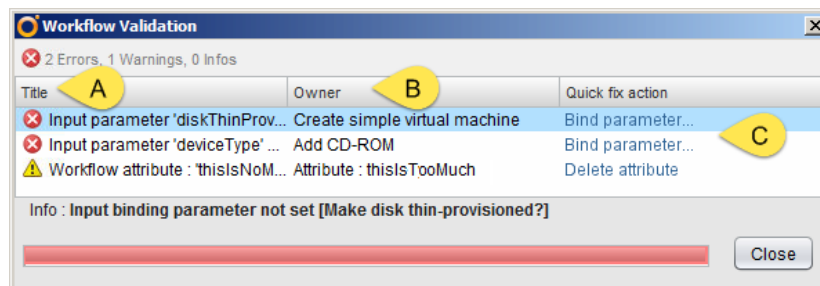 Workflow Validation
2 Errors, 1 Warnings, 0 Infos
Title A Owner B Quick fix action
Input parameter 'diskThinProv... Create simple virtual machine Bind parameter...
Input parameter 'deviceType' ... Add CD-ROM Bind parameter... C
Workflow attribute : 'thisIsNoM... Attribute : thisIsTooMuch Delete attribute
Info : Input binding parameter not set [Make disk thin-provisioned?]
Close